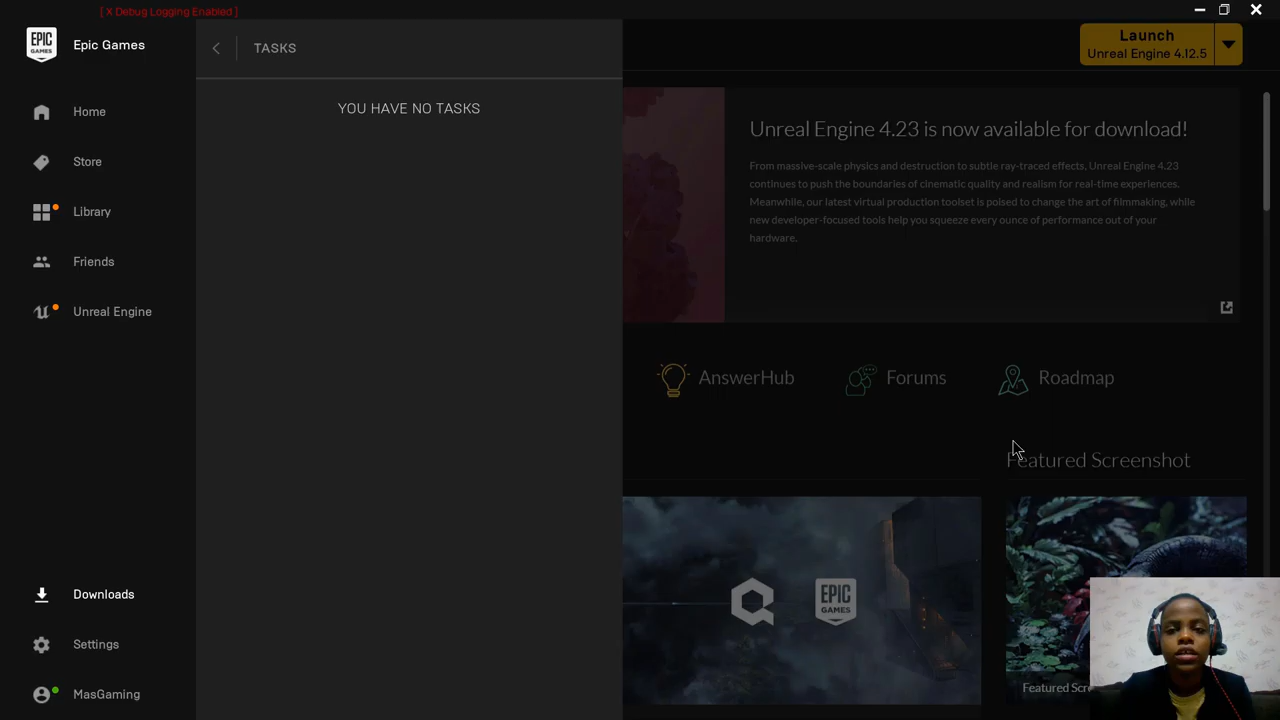 [ X Debug Logging Enabled ]
EPIC GAMES
Epic Games
Home
Store
Library
Friends
Unreal Engine
Downloads
Settings
MasGaming
TASKS
YOU HAVE NO TASKS
Launch
Unreal Engine 4.12.5
Unreal Engine 4.23 is now available for download!
From massive-scale physics and destruction to subtle ray-traced effects, Unreal Engine 4.23
continues to push the boundaries of cinematic quality and realism for real-time experiences.
Meanwhile, our latest virtual production toolset is poised to change the art of filmmaking, while
new developer-focused tools help you squeeze every ounce of performance out of your
hardware.
AnswerHub
Forums
Roadmap
Featured Screenshot
EPIC GAMES
Featured